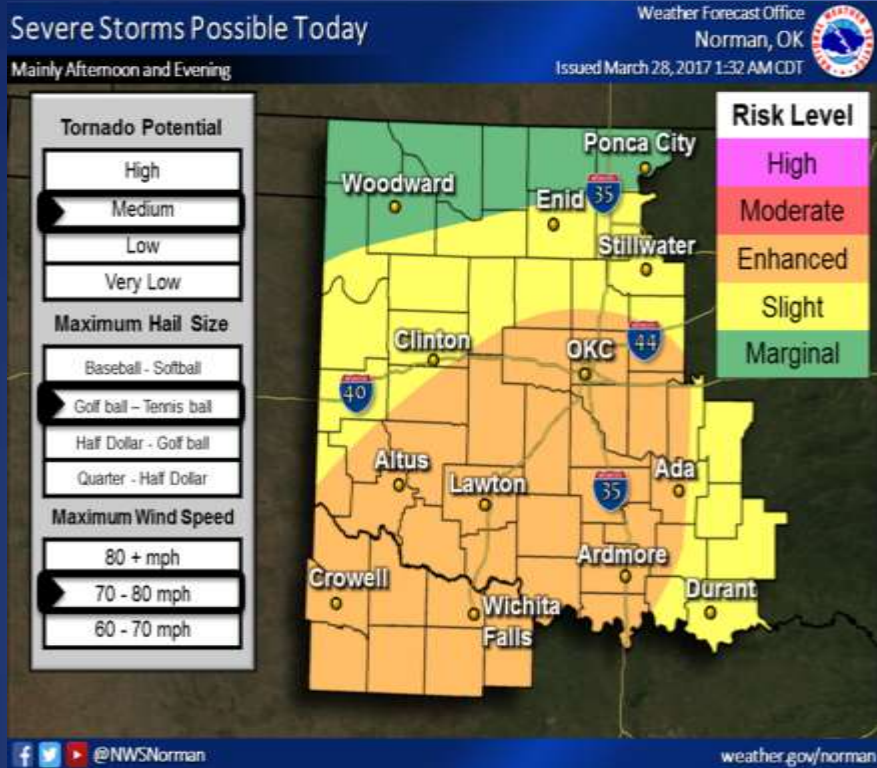 Severe Storms Possible Today
Mainly Afternoon and Evening
Weather Forecast Office
Norman, OK
Issued March 28, 2017 1:32 AM CDT
Tornado Potential
High
Medium
Low
Very Low
Maximum Hail Size
Baseball - Softball
Golf ball – Tennis ball
Half Dollar - Golf ball
Quarter - Half Dollar
Maximum Wind Speed
80 + mph
70 - 80 mph
60 - 70 mph
Ponca City
Woodward
Enid
35
Stillwater
Clinton
OKC
44
40
Altus
Lawton
35
Ada
Ardmore
Crowell
Wichita
Falls
Durant
Risk Level
High
Moderate
Enhanced
Slight
Marginal
@NWSNorman
weather.gov/norman